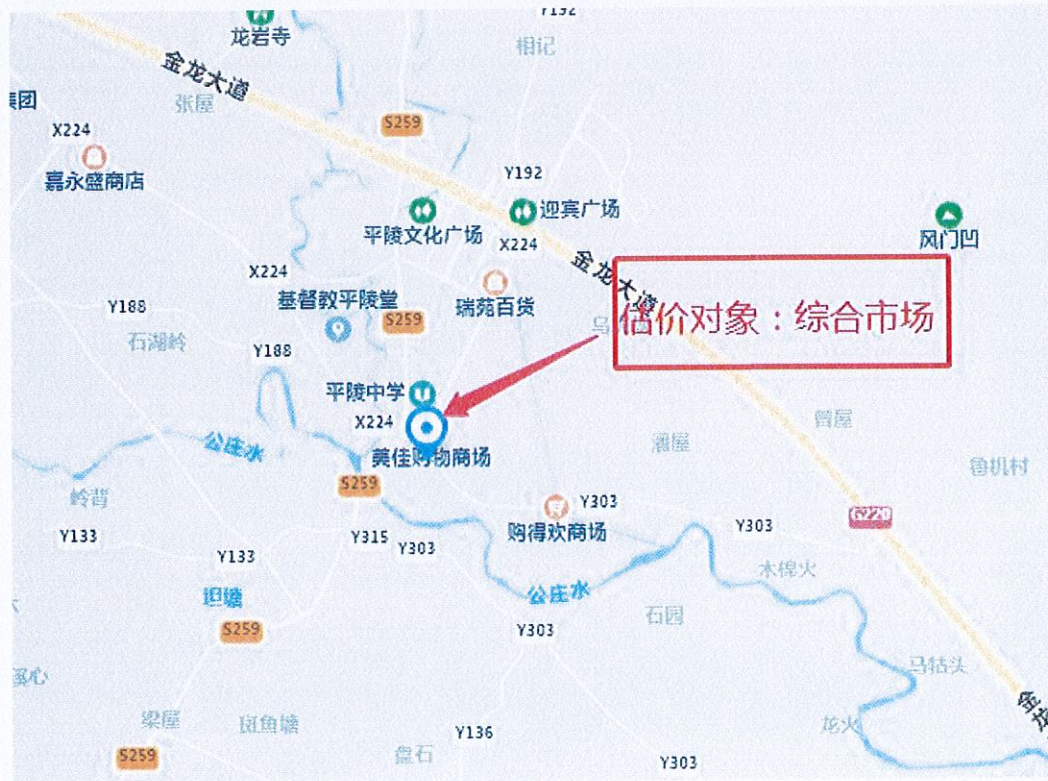 Y192
龙岩寺
相记
金龙大道
张屋
集团
S259
X224
嘉永盛商店
Y192
迎宾广场
平陵文化广场
X224
风门凹
金龙大道
X224
基督教平陵堂
瑞苑百货
Y188
S259
估价对象：综合市场
石湖岭
Y188
平陵中学
X224
曾屋
公庄水
美佳购物商场
鲁机村
S259
岭背
Y303
G220
购得欢商场
Y133
Y315
Y303
Y303
Y133
木棉火
坦塘
公庄水
石园
S259
Y303
马牯头
溪心
梁屋
斑鱼塘
龙火
Y136
盘石
S259
Y303
金龙